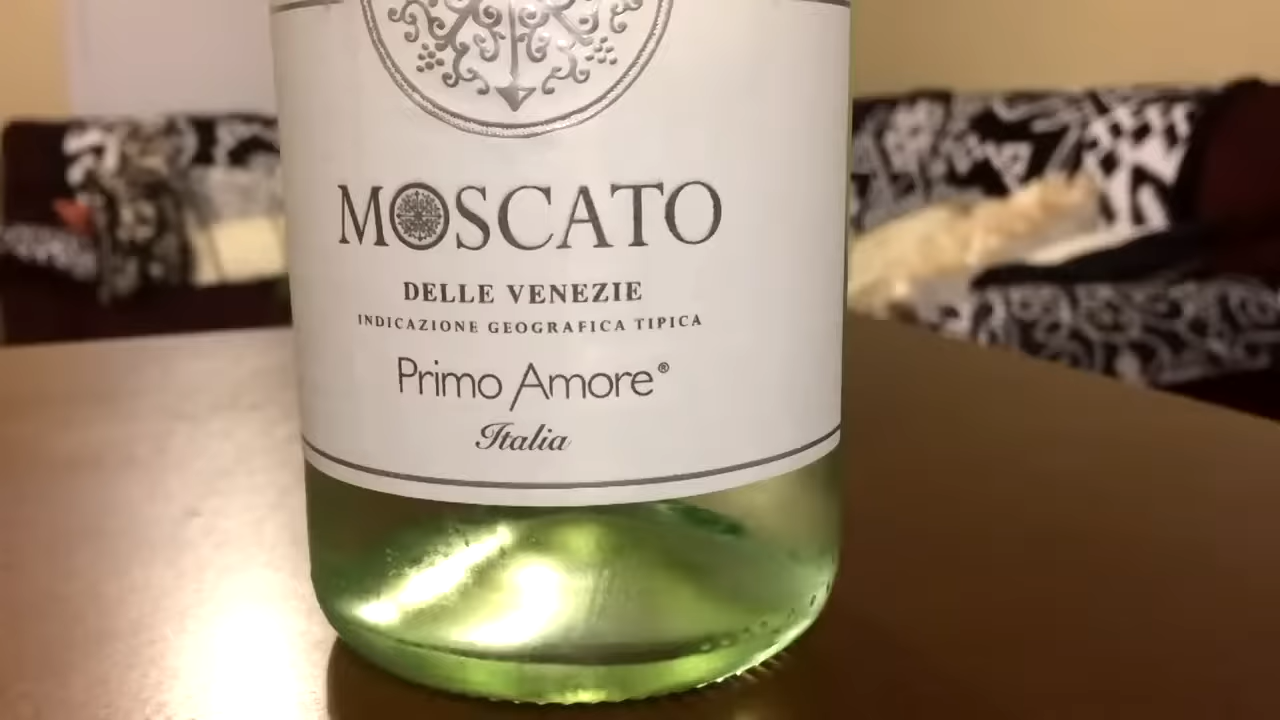 MOSCATO
DELLE VENEZIE
INDICAZIONE GEOGRAFICA TIPICA
Primo Amore®
Italia